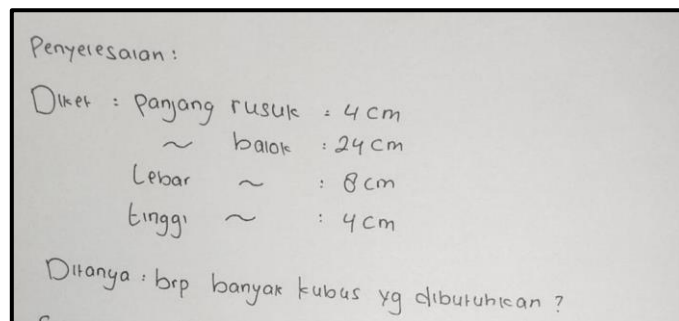 Penyelesaian :
Diket : Panjang rusuk : 4 cm
~ balok : 24 cm
Lebar ~ : 8 cm
tinggi ~ : 4 cm
Ditanya : brp banyak kubus yg dibutuhkan ?